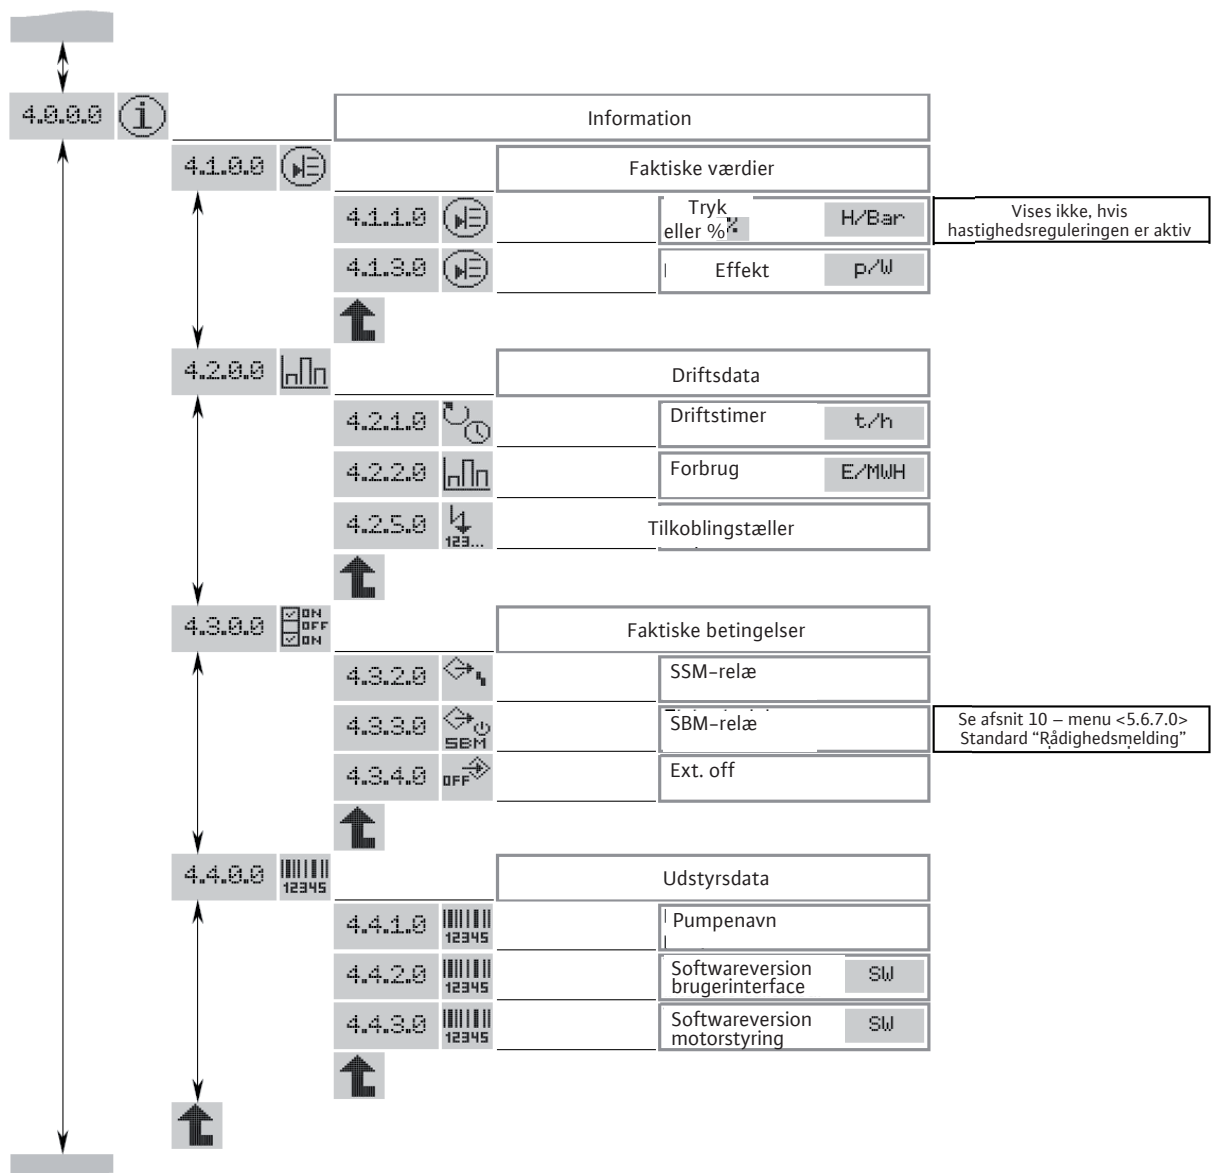 4.0.0.0 i Information
4.1.0.0 Faktiske værdier
4.1.1.0 Tryk
eller % % H/Bar
Vises ikke, hvis
hastighedsreguleringen er aktiv
4.1.3.0 Effekt p/W
4.2.0.0 Driftsdata
4.2.1.0 Driftstimer t/h
4.2.2.0 Forbrug E/MWH
4.2.5.0 123... Tilkoblingstæller
4.3.0.0 ON
OFF
ON
Faktiske betingelser
4.3.2.0 SSM-relæ
4.3.3.0 SBM SBM-relæ
Se afsnit 10 – menu <5.6.7.0>
Standard “Rådighedsmelding”
4.3.4.0 OFF Ext. off
4.4.0.0 12345 Udstyrsdata
4.4.1.0 12345 Pumpenavn
4.4.2.0 12345 Softwareversion
brugerinterface SW
4.4.3.0 12345 Softwareversion
motorstyring SW